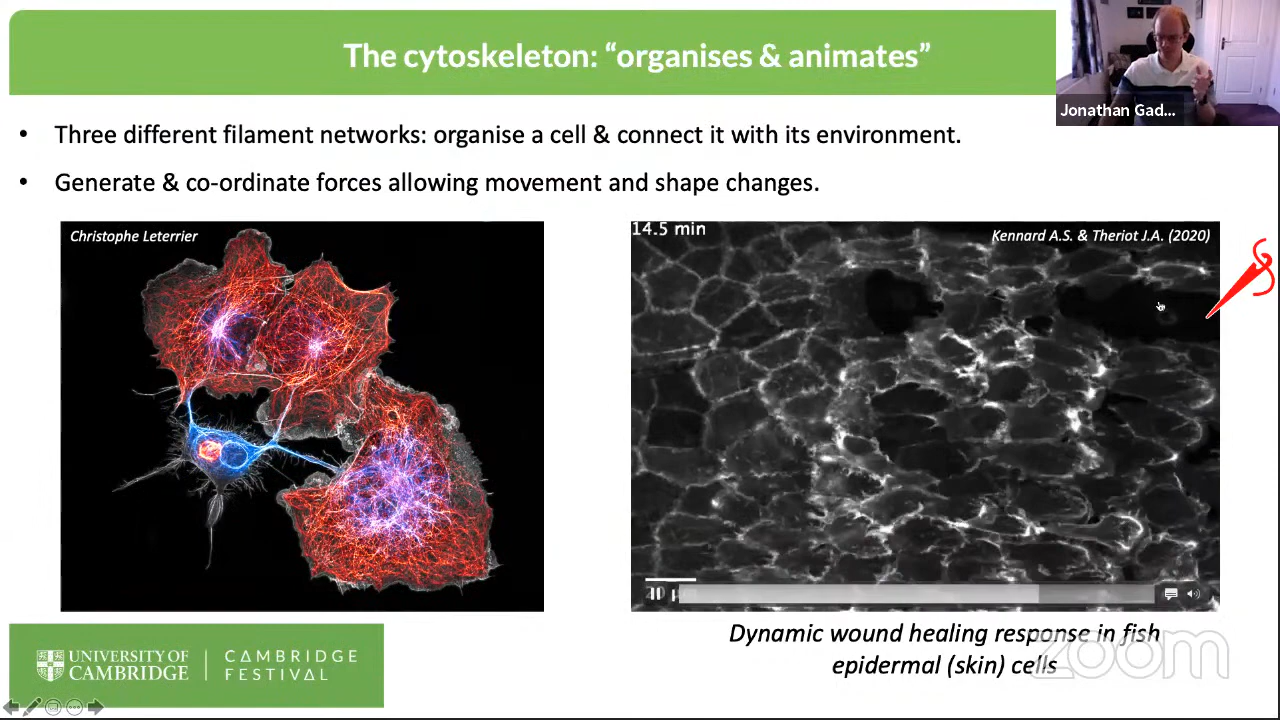 The cytoskeleton: “organises & animates”
Jonathan Gad...
• Three different filament networks: organise a cell & connect it with its environment.
• Generate & co-ordinate forces allowing movement and shape changes.
Christophe Leterrier
14.5 min
Kennard A.S. & Theriot J.A. (2020)
Dynamic wound healing response in fish
epidermal (skin) cells
zoom
UNIVERSITY OF
CAMBRIDGE
CAMBRIDGE
FESTIVAL